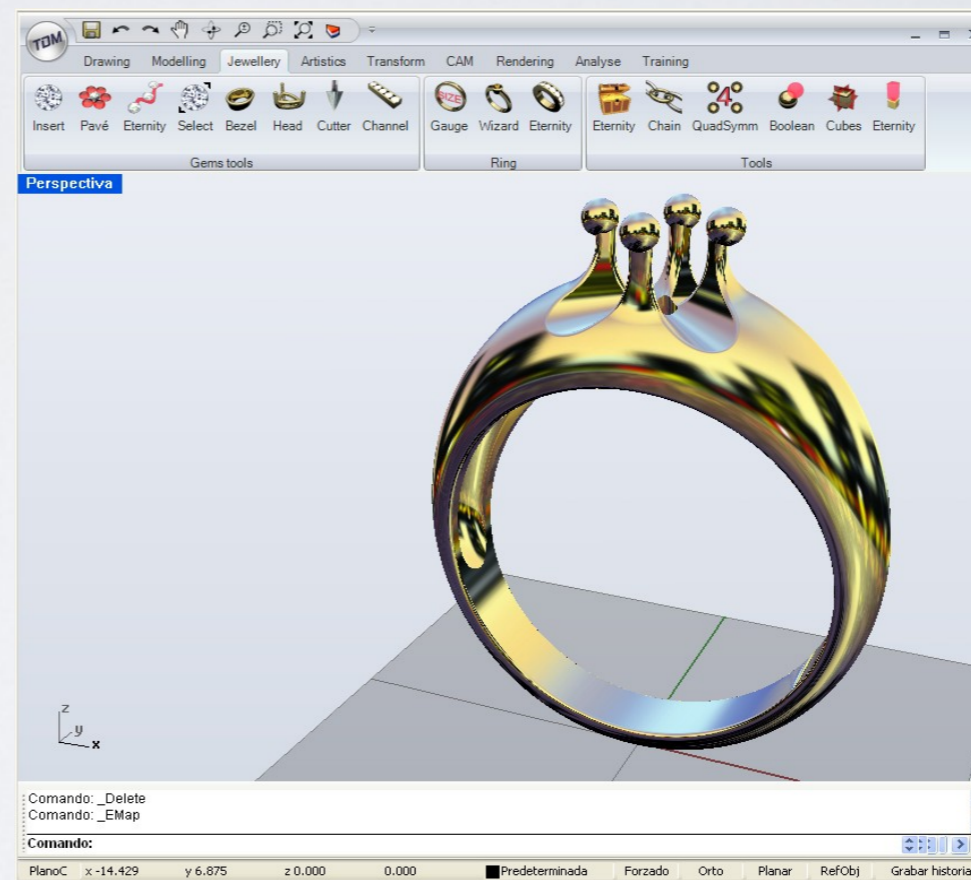 TDM
Drawing Modelling Jewellery Artistics Transform CAM Rendering Analyse Training
SIZE 4
Insert Pavé Eternity Select Bezel Head Cutter Channel Gauge Wizard Eternity Eternity Chain QuadSymm Boolean Cubes Eternity
Gems tools Ring Tools
Perspectiva
z
y
x
Comando: _Delete
Comando: _EMap
Comando:
PlanoC x -14.429 y 6.875 z 0.000 0.000 Predeterminada Forzado Orto Planar RefObj Grabar historia